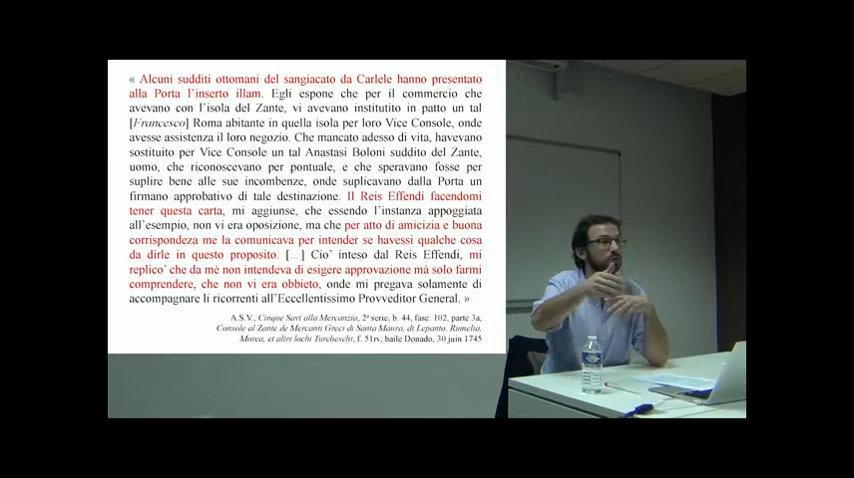 « Alcuni sudditi ottomani del sangiacato da Carlele hanno presentato
alla Porta l'inserto illam. Egli espone che per il commercio che
avevano con l'isola del Zante, vi avevano instituito in patto un tal
[Francesco] Roma abitante in quella isola per loro Vice Console, onde
avesse assistenza il loro negozio. Che mancato adesso di vita, havevano
sostituito per Vice Console un tal Anastasi Boloni suddito del Zante,
uomo, che riconoscevano per pontuale, e che speravano fosse per
suplire bene alle sue incombenze, onde suplicavano dalla Porta un
firmano approbativo di tale destinazione. Il Reis Effendi facendomi
tener questa carta, mi aggiunse, che essendo l'instanza appoggiata
all'esempio, non vi era oposizione, ma che per atto di amicizia e buona
corrispondeza me la comunicava per intender se havessi qualche cosa
da dirle in questo proposito. [...] Cio' inteso dal Reis Effendi, mi
replico' che da mè non intendeva di esigere approvazione mà solo farmi
comprendere, che non vi era obbieto, onde mi pregava solamente di
accompagnare li ricorrenti all'Eccellentissimo Provveditor General. »
A.S.V., Cinque Savi alla Mercanzia, 2ª serie, b. 44, fasc. 102, parte 3a,
Console al Zante de Mercanti Greci di Santa Maura, di Lepanto, Rumelia,
Morea, et altri lochi Turcheschi, f. 51rv, baile Donado, 30 juin 1745